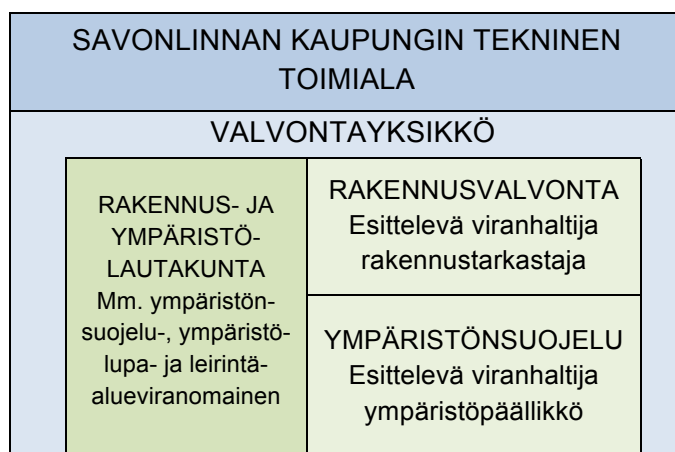 SAVONLINNAN KAUPUNGIN TEKNINEN
TOIMIALA
VALVONTAYKSIKKÖ
RAKENNUS- JA
YMPÄRISTÖ-
LAUTAKUNTA
Mm. ympäristön-
suojelu-, ympäristö-
lupa- ja leirintä-
alueviranomainen
RAKENNUSVALVONTA
Esittelevä viranhaltija
rakennustarkastaja
YMPÄRISTÖNSUOJELU
Esittelevä viranhaltija
ympäristöpäällikkö